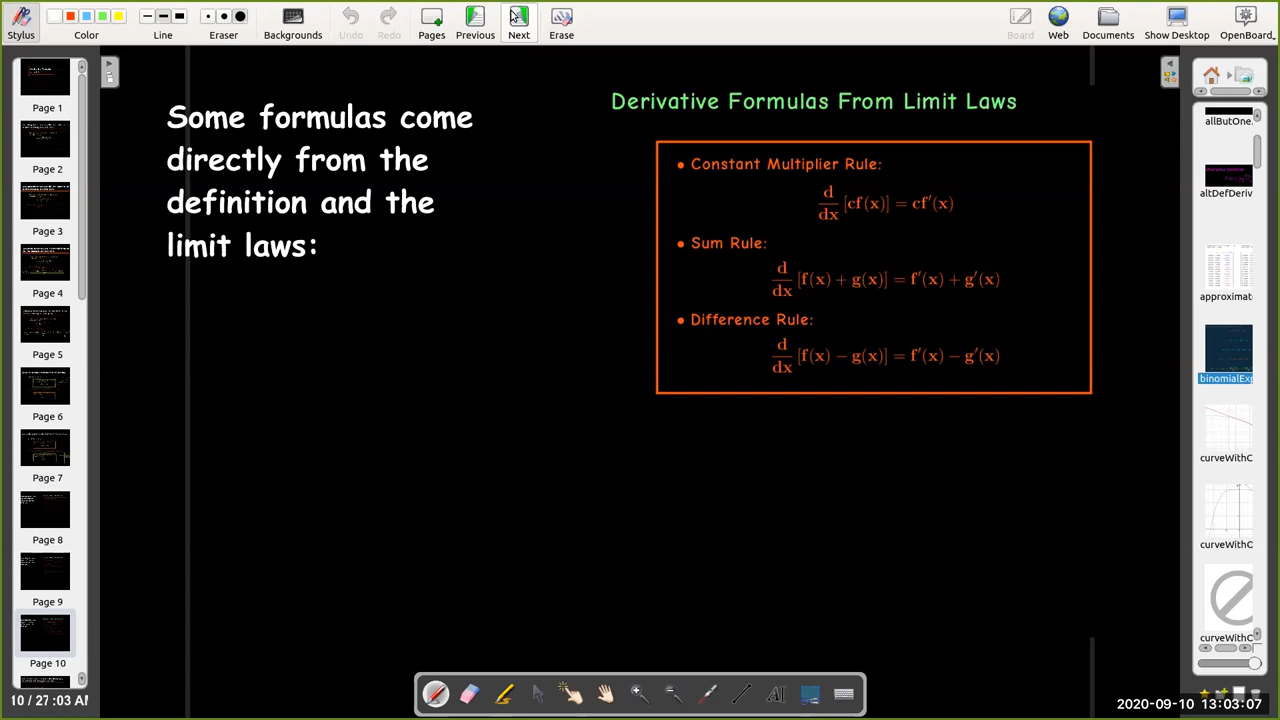 Stylus
Color
Line
Eraser
Backgrounds
Undo
Redo
Pages
Previous
Next
Erase
Board
Web
Documents
Show Desktop
OpenBoard
Page 1
Page 2
Page 3
Page 4
Page 5
Page 6
Page 7
Page 8
Page 9
Page 10
Some formulas come
directly from the
definition and the
limit laws:
Derivative Formulas From Limit Laws
• Constant Multiplier Rule:
d/dx [cf(x)] = cf′(x)
• Sum Rule:
d/dx [f(x) + g(x)] = f′(x) + g′(x)
• Difference Rule:
d/dx [f(x) − g(x)] = f′(x) − g′(x)
allButOne.
altDefDeriv
approximat
binomialExp
curveWithC
curveWithC
curveWithC
10 / 27:03 AM
2020-09-10 13:03:07